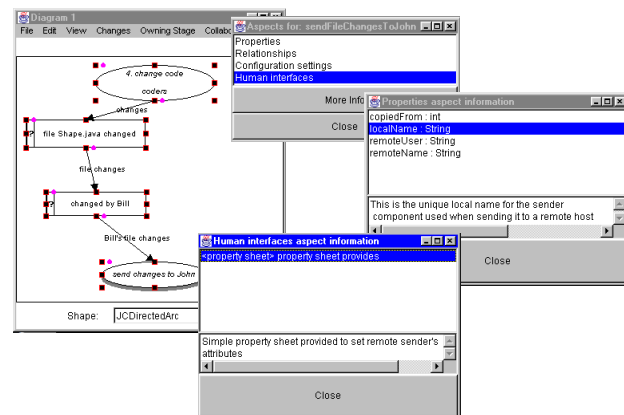 Diagram 1
File Edit View Changes Owning Stage Collabo
4. change code
coders
changes
? file Shape.java changed
file changes
? changed by Bill
Bill's file changes
send changes to John
Shape: JCDirectedArc
Aspects for: sendFileChangesToJohn
Properties
Relationships
Configuration settings
Human interfaces
More Info
Close
Properties aspect information
copiedFrom : int
localName : String
remoteUser : String
remoteName : String
This is the unique local name for the sender
component used when sending it to a remote host
Close
Human interfaces aspect information
«property sheet» property sheet provides
Simple property sheet provided to set remote sender's
attributes
Close